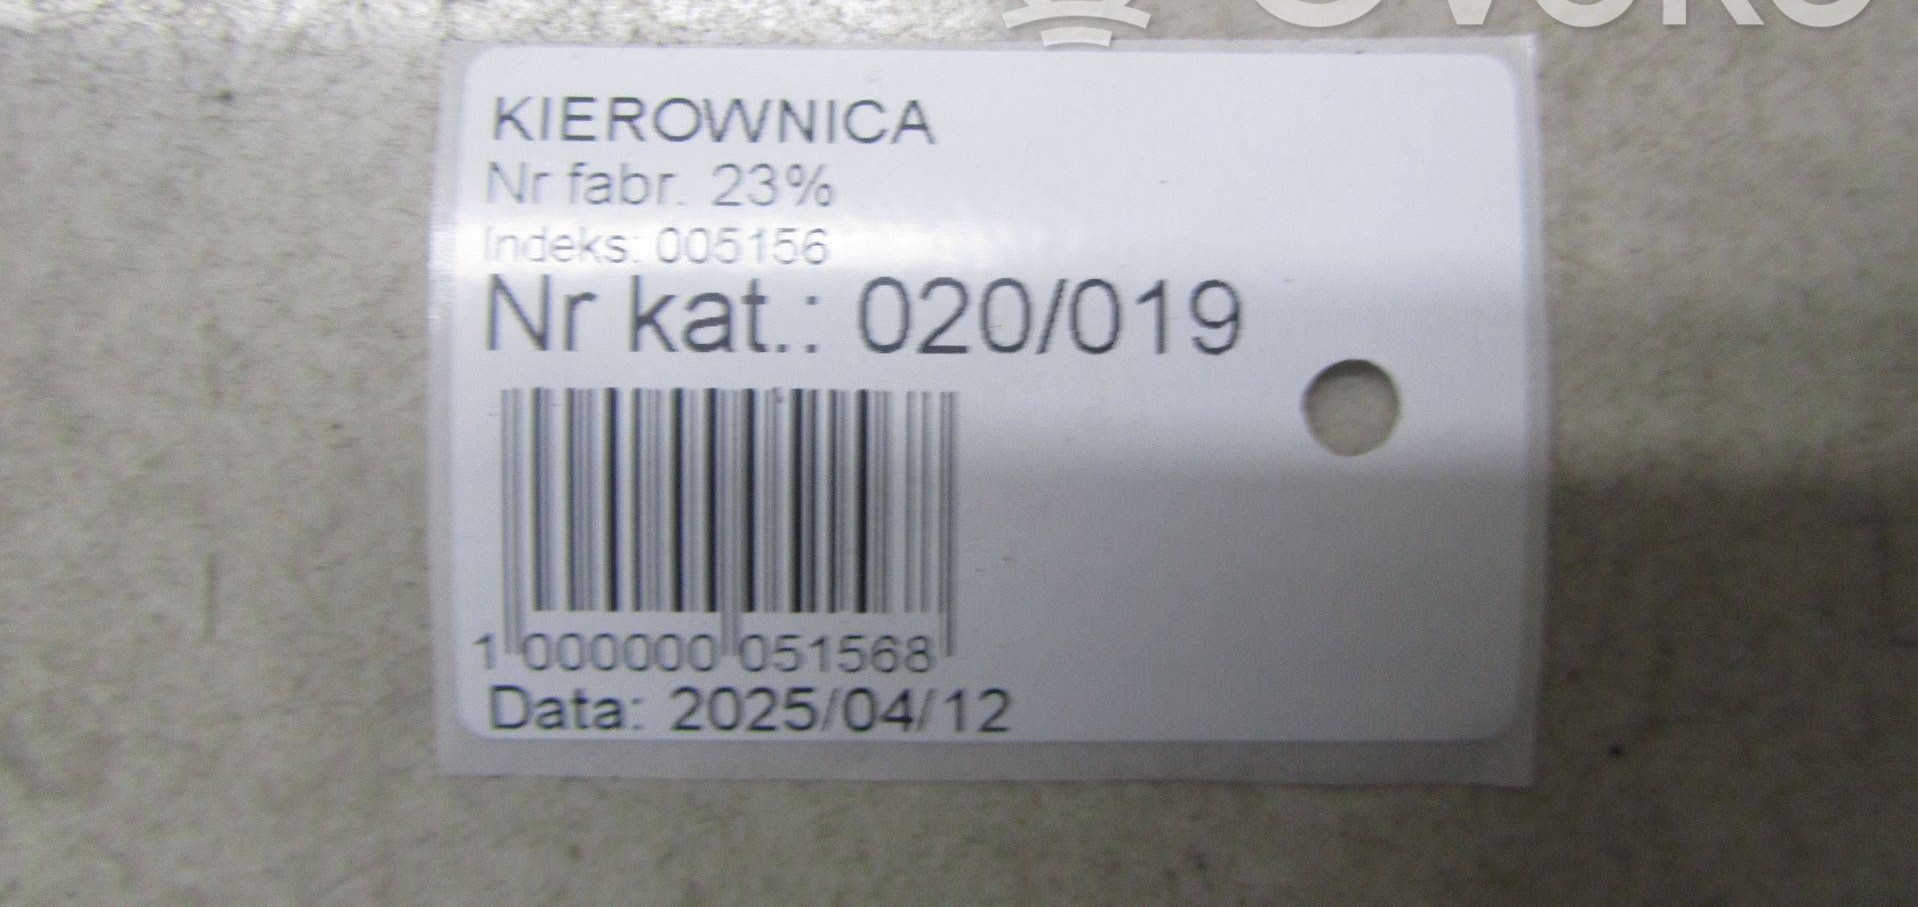 KIEROWNICA
Nr fabr. 23%
Indeks: 005156
Nr kat.: 020/019
1 000000 051568
Data: 2025/04/12